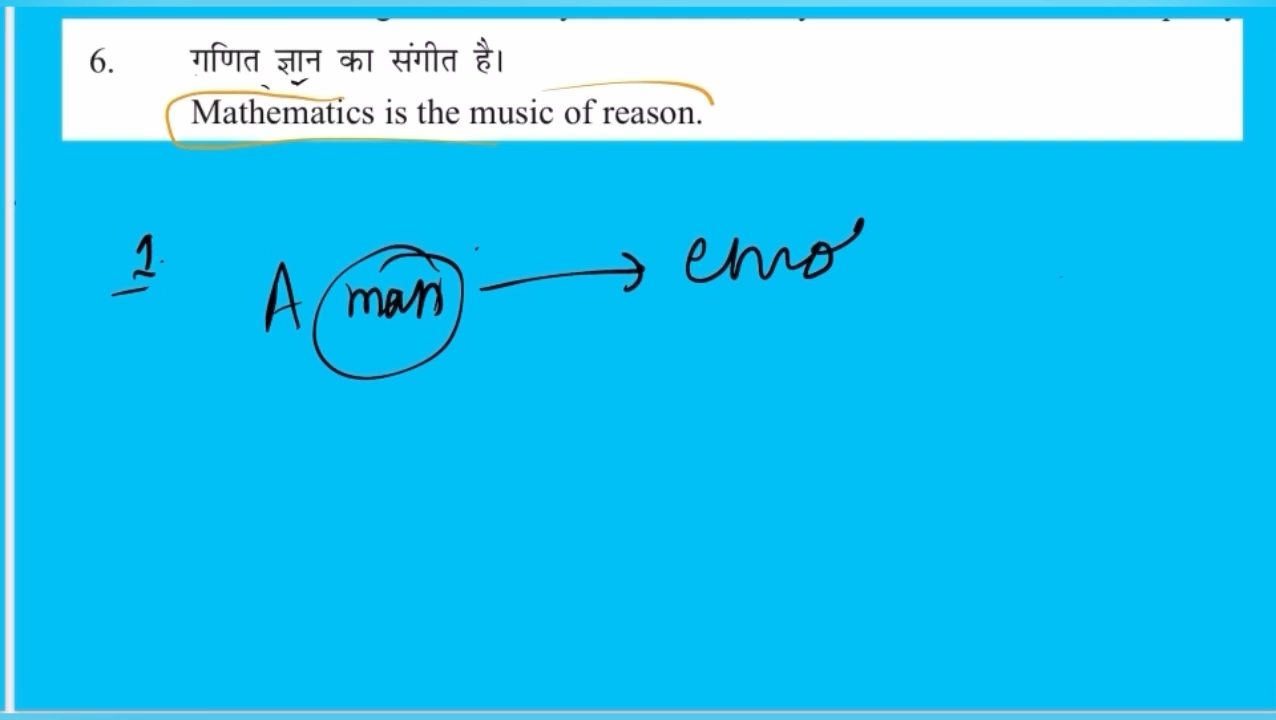 6. गणित ज्ञान का संगीत है।
Mathematics is the music of reason.
1.
A man → emo